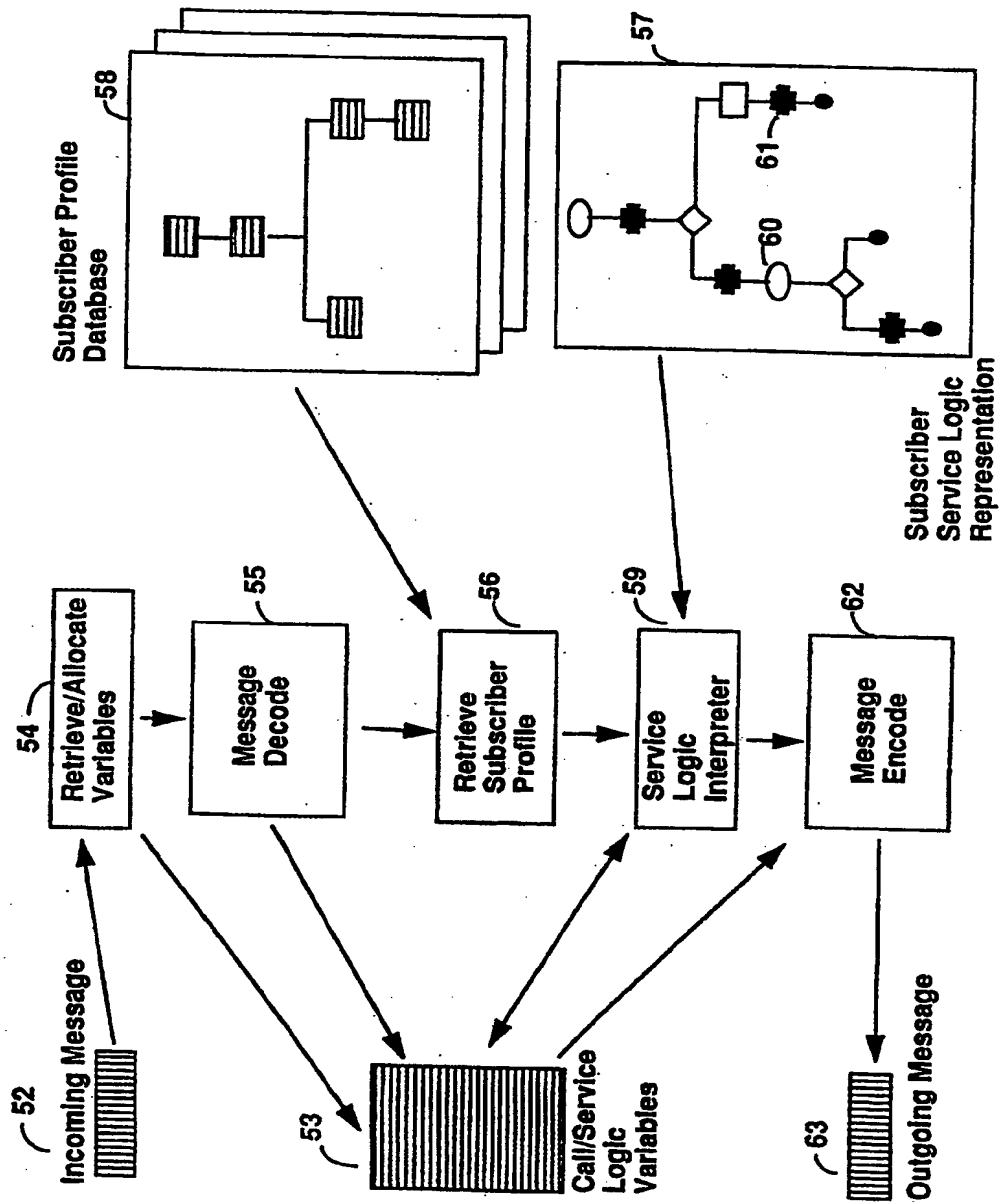 52
Incoming Message
54
Retrieve/Allocate
Variables
Subscriber Profile
Database
58
53
Call/Service
Logic
Variables
55
Message
Decode
56
Retrieve
Subscriber
Profile
59
Service
Logic
Interpreter
57
61
60
Subscriber
Service Logic
Representation
62
Message
Encode
63
Outgoing Message